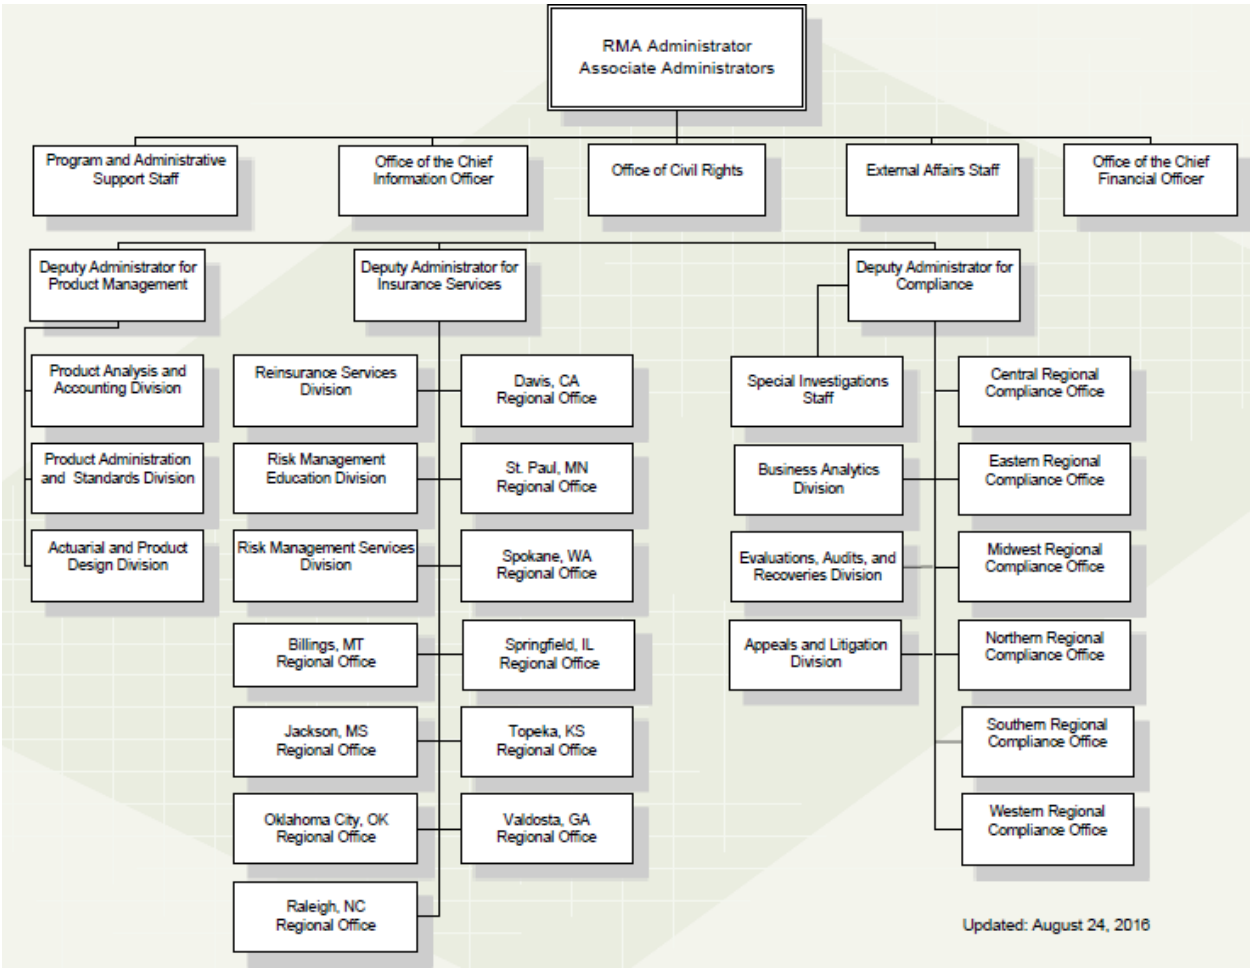 RMA Administrator
Associate Administrators
Program and Administrative
Support Staff
Office of the Chief
Information Officer
Office of Civil Rights
External Affairs Staff
Office of the Chief
Financial Officer
Deputy Administrator for
Product Management
Deputy Administrator for
Insurance Services
Deputy Administrator for
Compliance
Product Analysis and
Accounting Division
Reinsurance Services
Division
Davis, CA
Regional Office
Special Investigations
Staff
Central Regional
Compliance Office
Product Administration
and Standards Division
Risk Management
Education Division
St. Paul, MN
Regional Office
Business Analytics
Division
Eastern Regional
Compliance Office
Actuarial and Product
Design Division
Risk Management Services
Division
Spokane, WA
Regional Office
Evaluations, Audits, and
Recoveries Division
Midwest Regional
Compliance Office
Billings, MT
Regional Office
Springfield, IL
Regional Office
Appeals and Litigation
Division
Northern Regional
Compliance Office
Jackson, MS
Regional Office
Topeka, KS
Regional Office
Southern Regional
Compliance Office
Oklahoma City, OK
Regional Office
Valdosta, GA
Regional Office
Western Regional
Compliance Office
Raleigh, NC
Regional Office
Updated: August 24, 2016